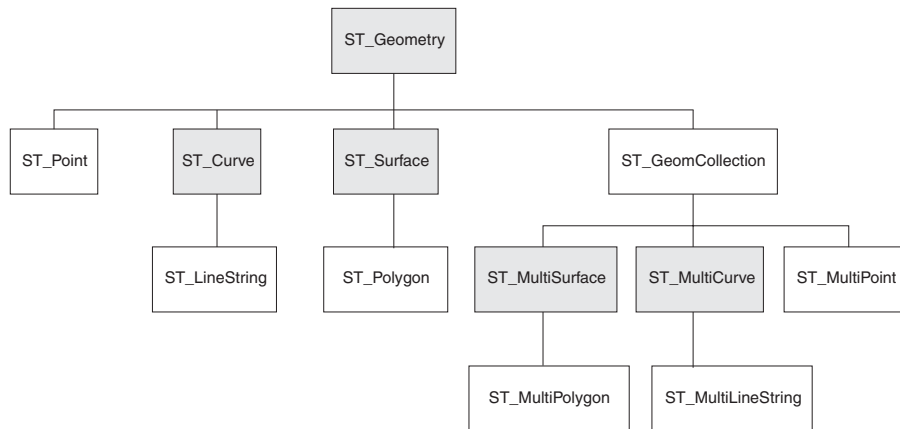 ST_Geometry
ST_Point
ST_Curve
ST_Surface
ST_GeomCollection
ST_LineString
ST_Polygon
ST_MultiSurface
ST_MultiCurve
ST_MultiPoint
ST_MultiPolygon
ST_MultiLineString